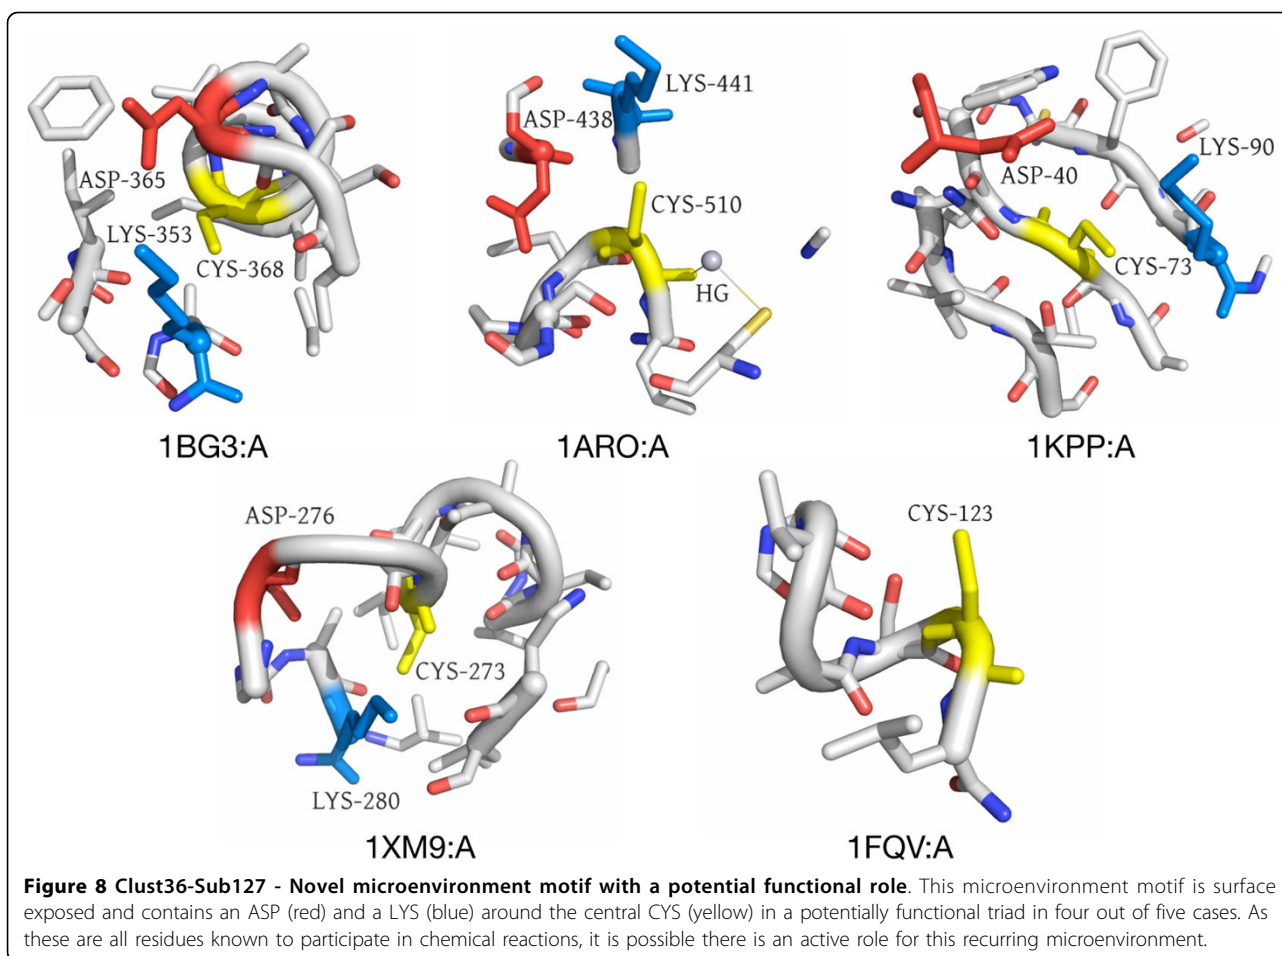 ASP-365
LYS-353
CYS-368
1BG3:A
LYS-441
ASP-438
CYS-510
HG
1ARO:A
LYS-90
ASP-40
CYS-73
1KPP:A
ASP-276
CYS-273
LYS-280
1XM9:A
CYS-123
1FQV:A
Figure 8 Clust36-Sub127 - Novel microenvironment motif with a potential functional role. This microenvironment motif is surface
exposed and contains an ASP (red) and a LYS (blue) around the central CYS (yellow) in a potentially functional triad in four out of five cases. As
these are all residues known to participate in chemical reactions, it is possible there is an active role for this recurring microenvironment.